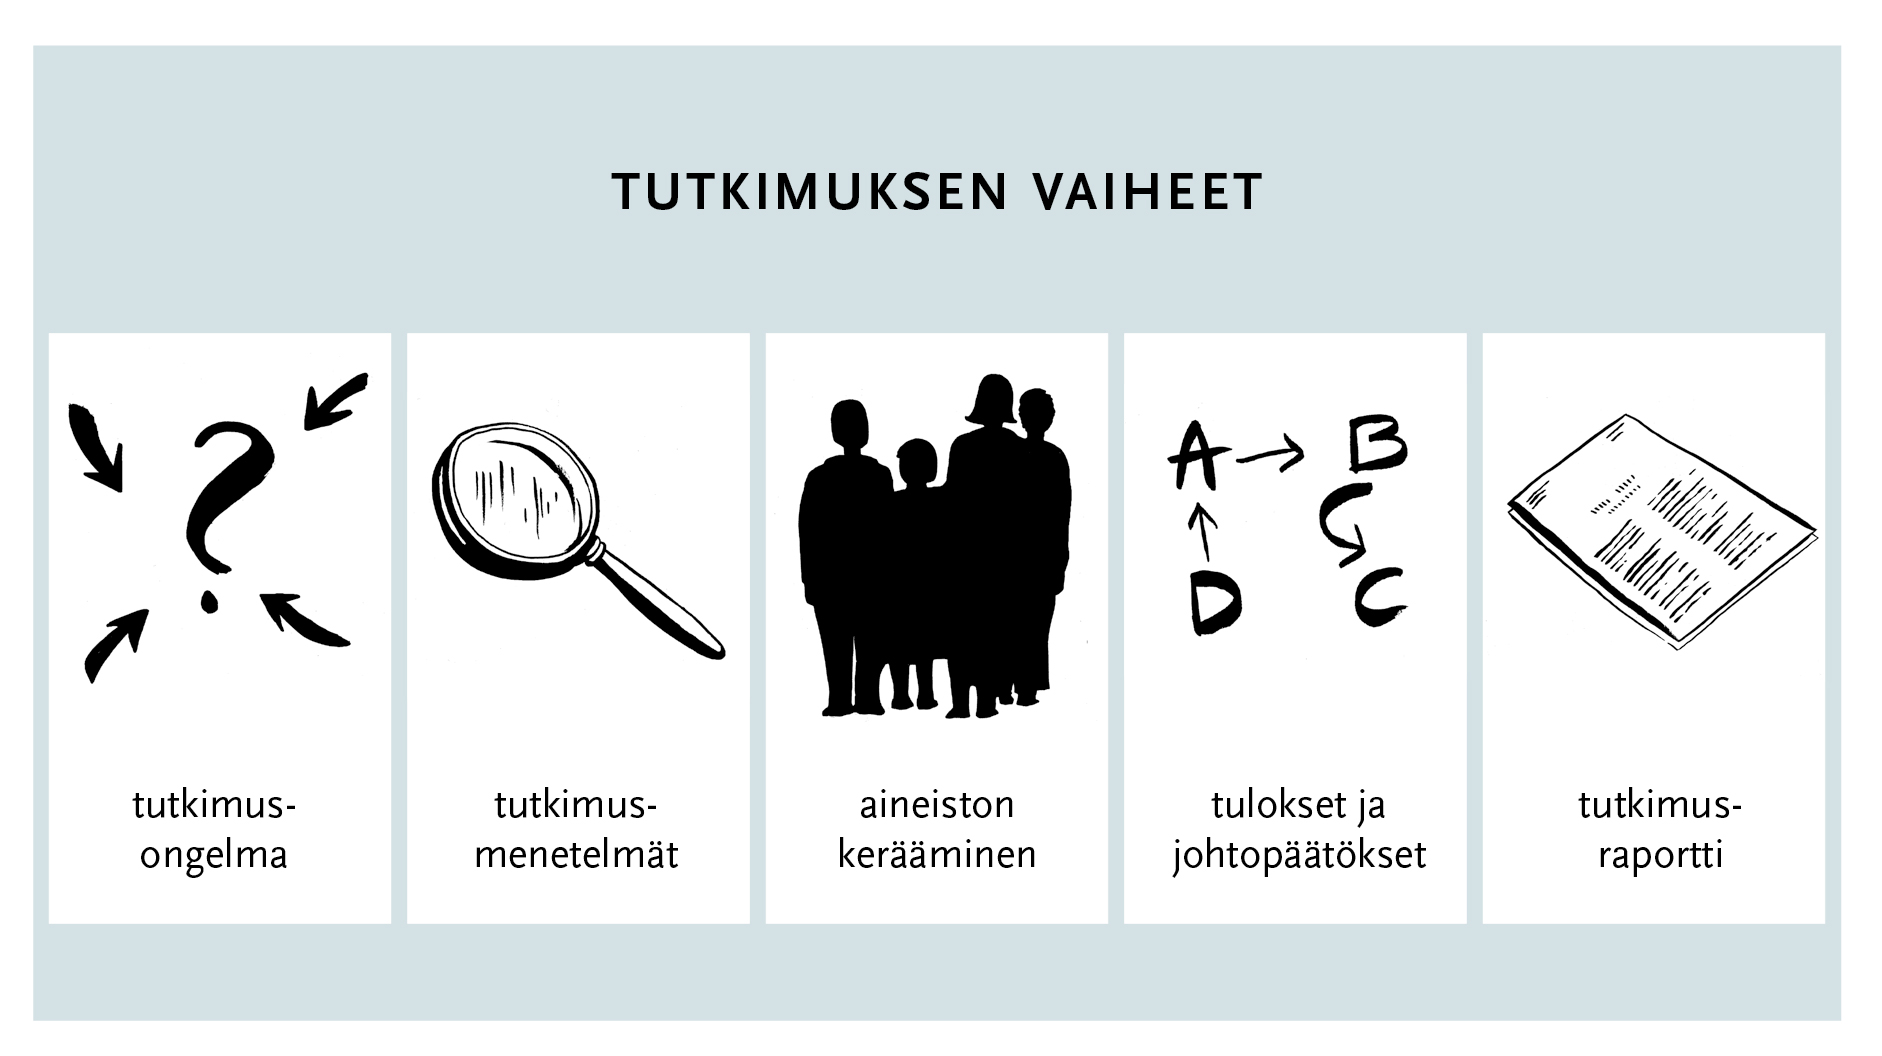 TUTKIMUKSEN VAIHEET
tutkimus-
ongelma
tutkimus-
menetelmät
aineiston
kerääminen
A → B
D C
tulokset ja
johtopäätökset
tutkimus-
raportti